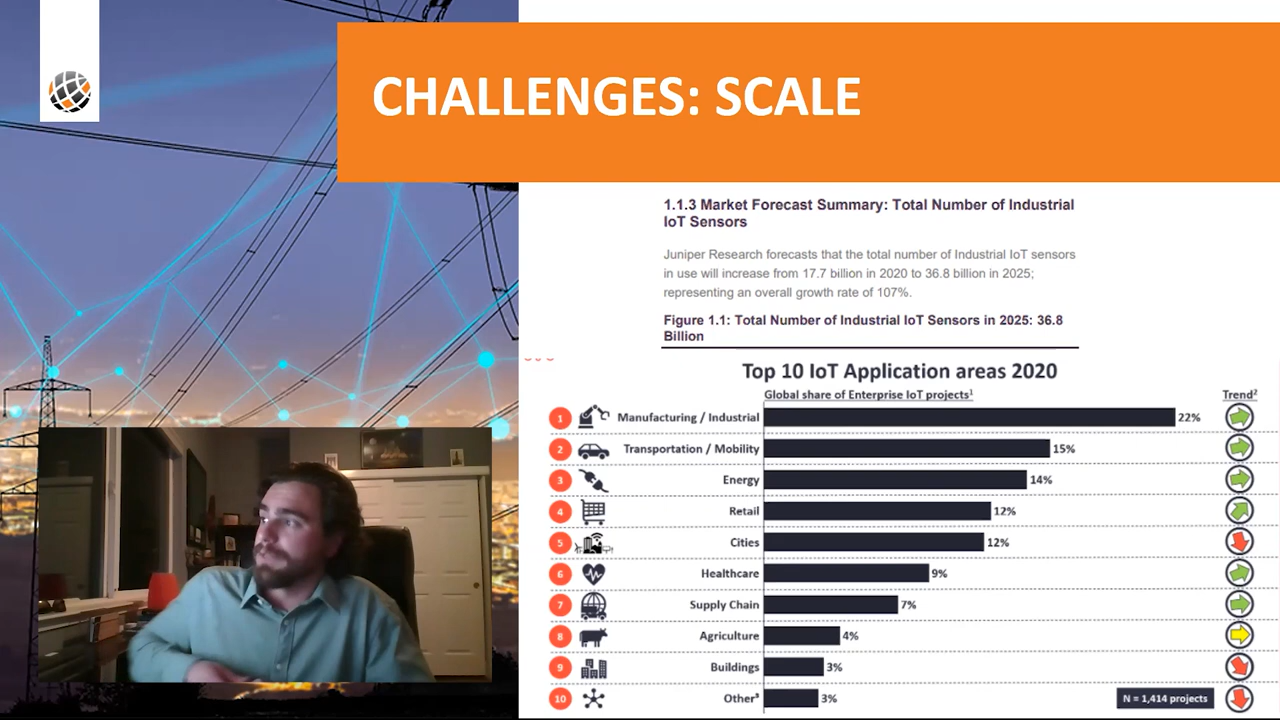 CHALLENGES: SCALE
1.1.3 Market Forecast Summary: Total Number of Industrial
IoT Sensors
Juniper Research forecasts that the total number of Industrial IoT sensors
in use will increase from 17.7 billion in 2020 to 36.8 billion in 2025;
representing an overall growth rate of 107%.
Figure 1.1: Total Number of Industrial IoT Sensors in 2025: 36.8
Billion
Top 10 IoT Application areas 2020
Global share of Enterprise IoT projects¹ Trend²
1 Manufacturing / Industrial 22%
2 Transportation / Mobility 15%
3 Energy 14%
4 Retail 12%
5 Cities 12%
6 Healthcare 9%
7 Supply Chain 7%
8 Agriculture 4%
9 Buildings 3%
10 Other³ 3% N = 1,414 projects